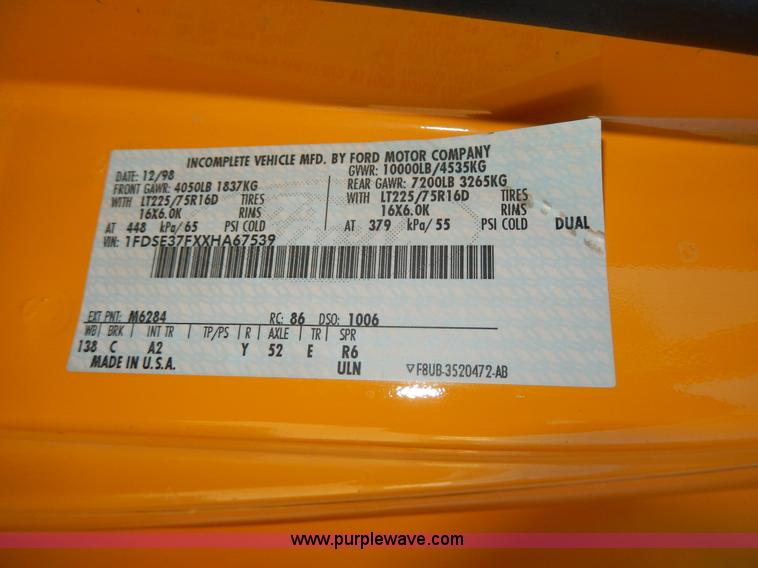 INCOMPLETE VEHICLE MFD. BY FORD MOTOR COMPANY
DATE: 12/98 GVWR: 10000LB/4535KG
FRONT GAWR: 4050LB 1837KG REAR GAWR: 7200LB 3265KG
WITH LT225/75R16D TIRES WITH LT225/75R16D TIRES
16X6.0K RIMS 16X6.0K RIMS
AT 448 kPa/65 PSI COLD AT 379 kPa/55 PSI COLD DUAL
VIN: 1FDSE37FXXHA67539
EXT PNT: M6284 RC: 86 DSO: 1006
WB BRK INT TR TP/PS R AXLE TR SPR
138 C A2 Y 52 E R6
MADE IN U.S.A. ULN ▽F8UB-3520472-AB
www.purplewave.com